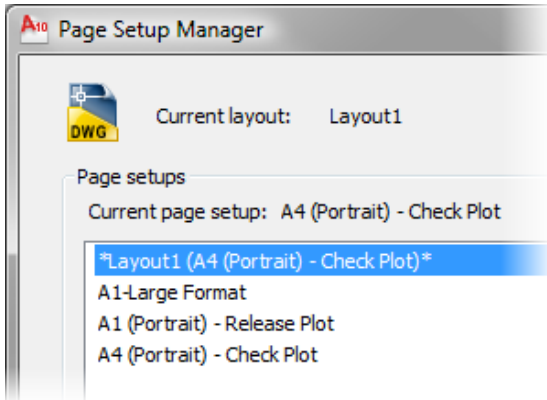 A10 Page Setup Manager
DWG
Current layout: Layout1
Page setups
Current page setup: A4 (Portrait) - Check Plot
*Layout1 (A4 (Portrait) - Check Plot)*
A1-Large Format
A1 (Portrait) - Release Plot
A4 (Portrait) - Check Plot